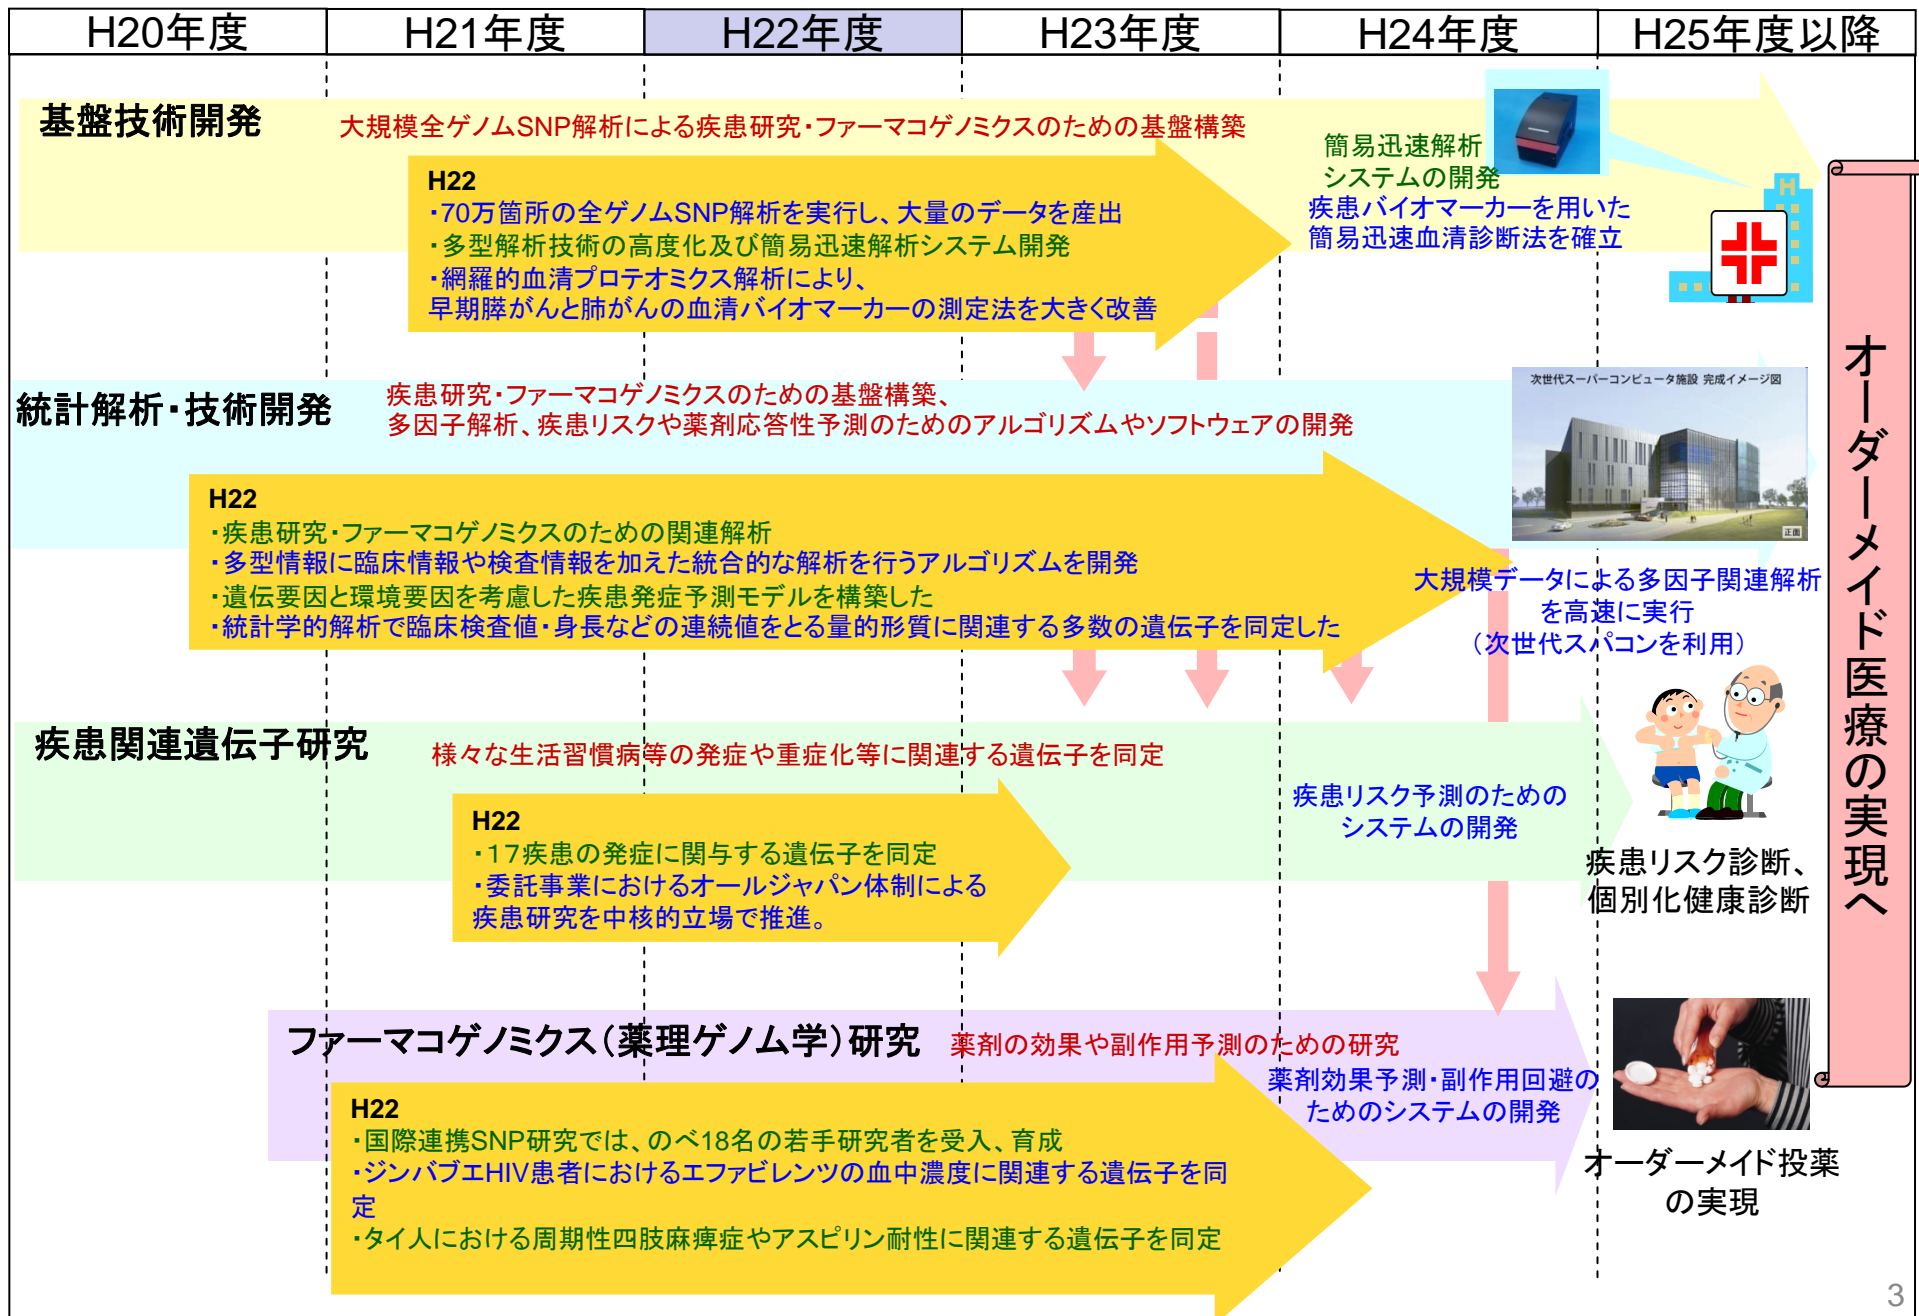 H20年度
H21年度
H22年度
H23年度
H24年度
H25年度以降
基盤技術開発
大規模全ゲノムSNP解析による疾患研究・ファーマコゲノミクスのための基盤構築
H22
・70万箇所の全ゲノムSNP解析を実行し、大量のデータを産出
・多型解析技術の高度化及び簡易迅速解析システム開発
・網羅的血清プロテオミクス解析により、
早期膵がんと肺がんの血清バイオマーカーの測定法を大きく改善
簡易迅速解析
システムの開発
疾患バイオマーカーを用いた
簡易迅速血清診断法を確立
H
オーダーメイド医療の実現へ
統計解析・技術開発
疾患研究・ファーマコゲノミクスのための基盤構築、
多因子解析、疾患リスクや薬剤応答性予測のためのアルゴリズムやソフトウェアの開発
次世代スーパーコンピュータ施設 完成イメージ図
正面
H22
・疾患研究・ファーマコゲノミクスのための関連解析
・多型情報に臨床情報や検査情報を加えた統合的な解析を行うアルゴリズムを開発
・遺伝要因と環境要因を考慮した疾患発症予測モデルを構築した
・統計学的解析で臨床検査値・身長などの連続値をとる量的形質に関連する多数の遺伝子を同定した
大規模データによる多因子関連解析
を高速に実行
（次世代スパコンを利用）
疾患関連遺伝子研究
様々な生活習慣病等の発症や重症化等に関連する遺伝子を同定
H22
・１７疾患の発症に関与する遺伝子を同定
・委託事業におけるオールジャパン体制による
疾患研究を中核的立場で推進。
疾患リスク予測のための
システムの開発
疾患リスク診断、
個別化健康診断
ファーマコゲノミクス（薬理ゲノム学）研究
薬剤の効果や副作用予測のための研究
H22
・国際連携SNP研究では、のべ18名の若手研究者を受入、育成
・ジンバブエHIV患者におけるエファビレンツの血中濃度に関連する遺伝子を同
定
・タイ人における周期性四肢麻痺症やアスピリン耐性に関連する遺伝子を同定
薬剤効果予測・副作用回避の
ためのシステムの開発
オーダーメイド投薬
の実現
3